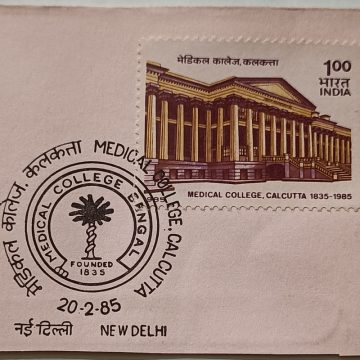 मेडिकल कालेज, कलकत्ता
1.00
भारत
INDIA
MEDICAL COLLEGE, CALCUTTA 1835-1985
मेडिकल कालेज, कलकत्ता MEDICAL COLLEGE, CALCUTTA
MEDICAL COLLEGE BENGAL
FOUNDED
1835
20-2-85
नई दिल्ली NEW DELHI